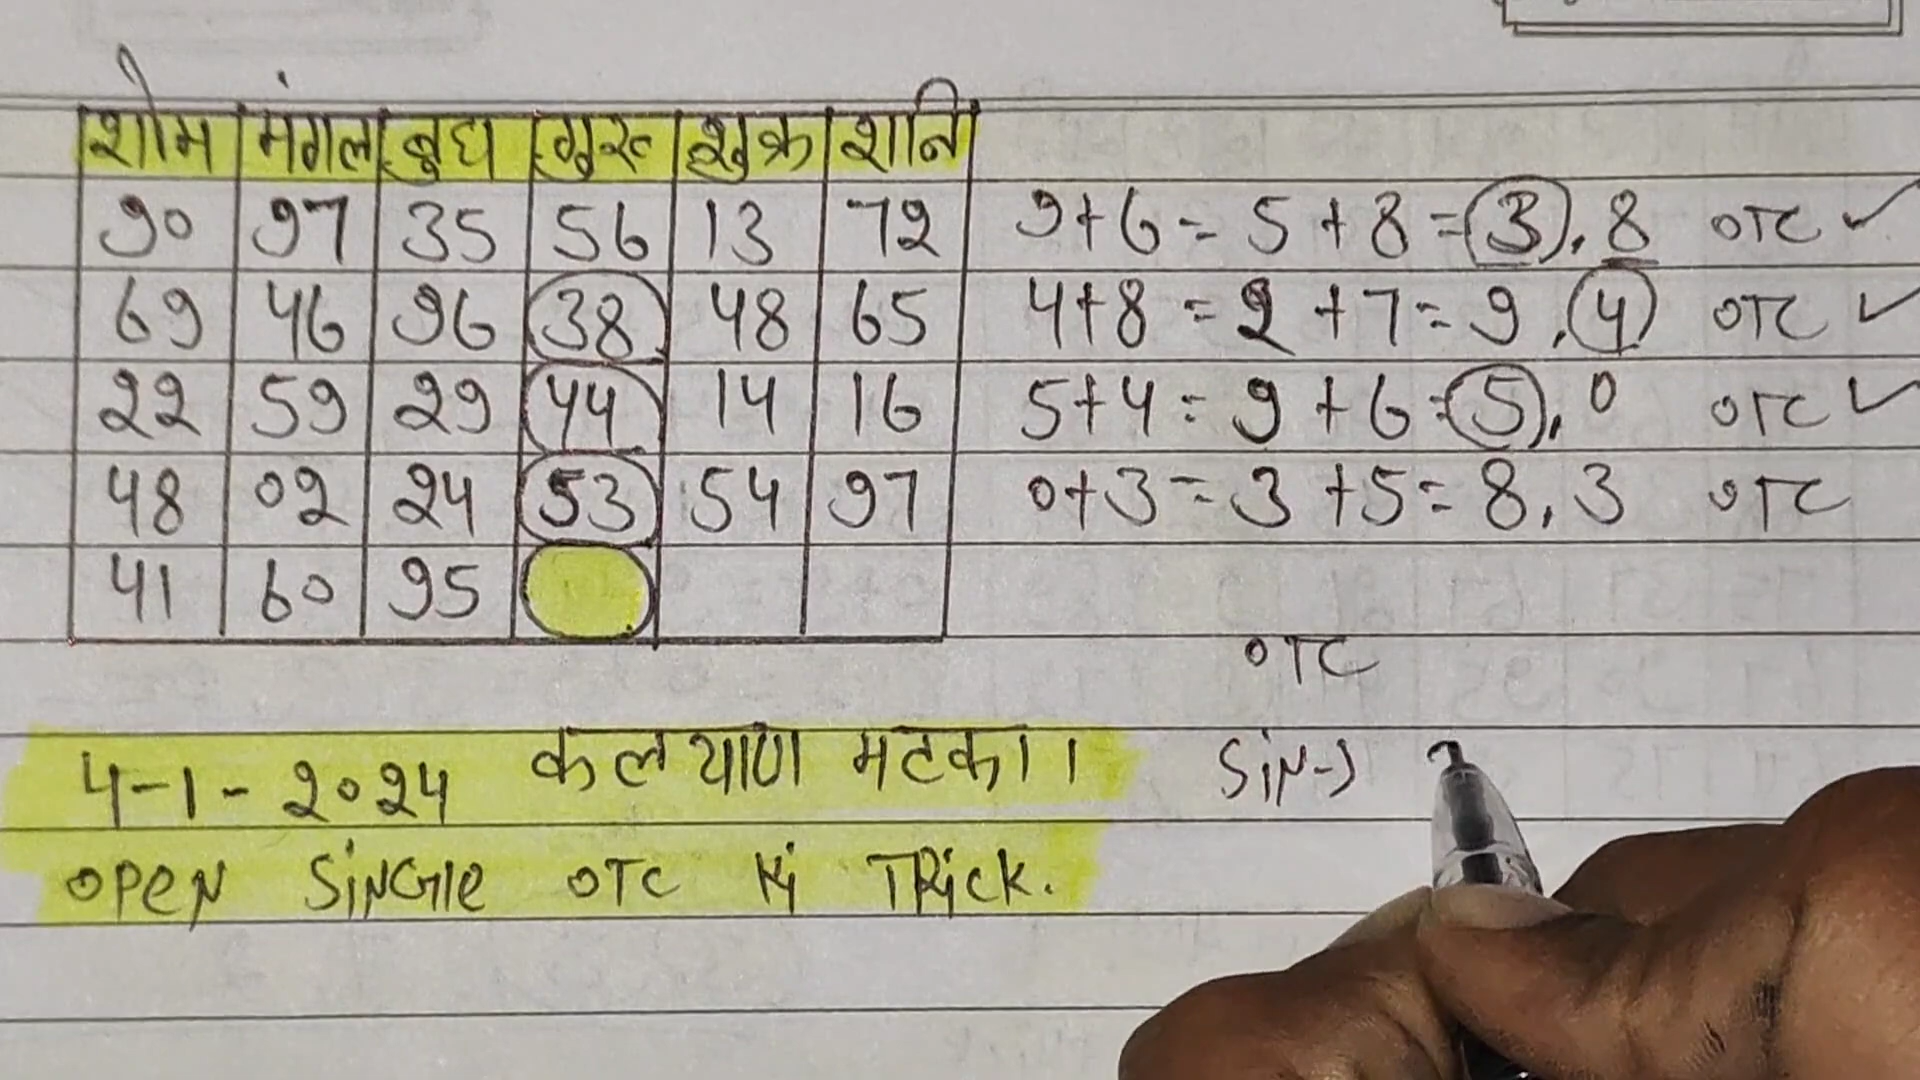 शोम मंगल बुध गुरु शुक्र शनि
90 97 35 56 13 72 9+6=5+8=3,8 OTC ✓
69 46 96 38 48 65 4+8=2+7=9,4 OTC ✓
22 59 29 44 14 16 5+4=9+6=5,0 OTC ✓
48 02 24 53 54 97 0+3=3+5=8,3 OTC
41 60 95
OTC
4-1-2024 कलयाण मटका।।
OPEN SINGLE OTC Ki TRICK.